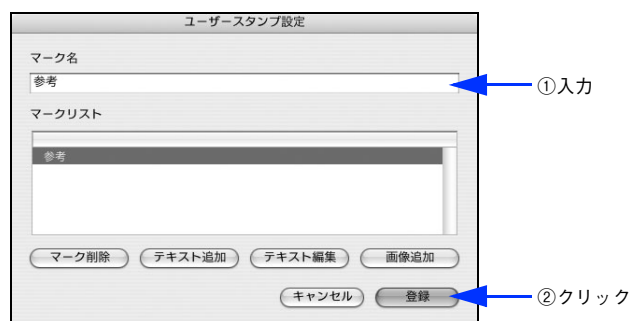 ユーザースタンプ設定
マーク名
参考
①入力
マークリスト
参考
マーク削除 テキスト追加 テキスト編集 画像追加
キャンセル 登録
②クリック